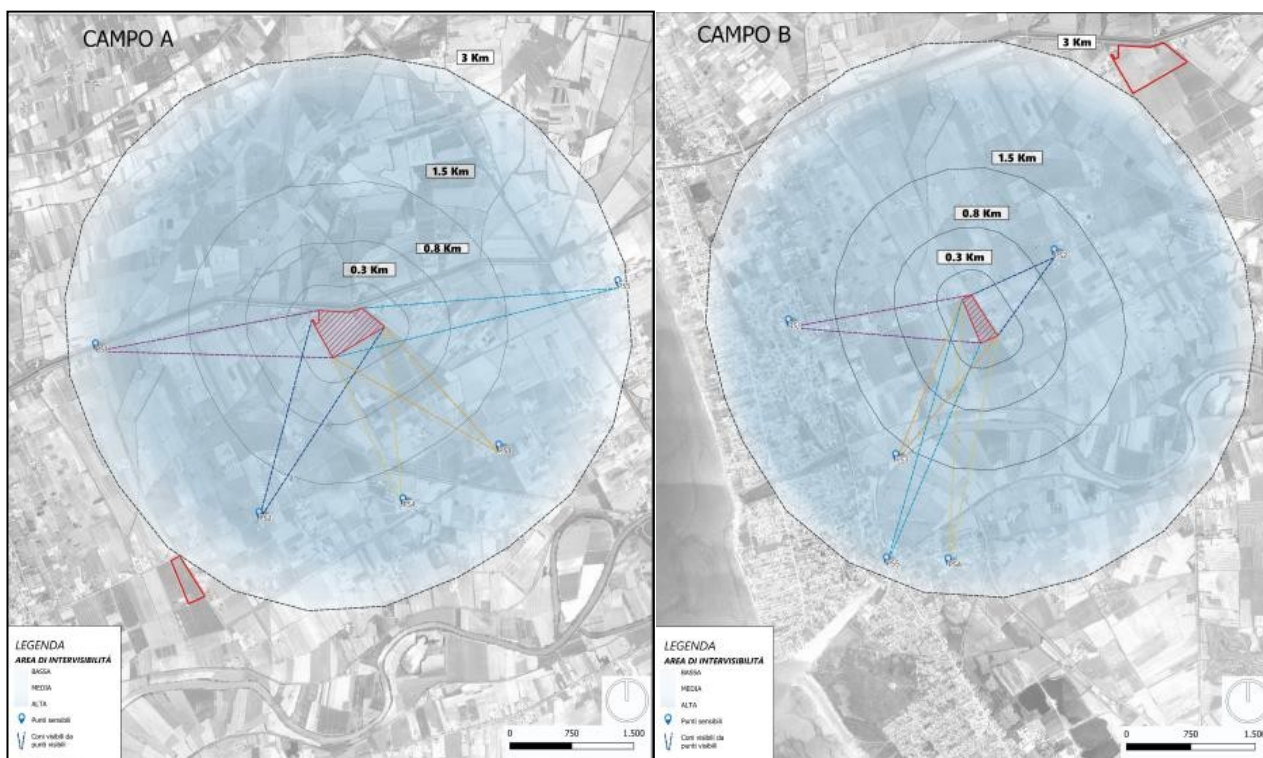 CAMPO A
3 Km
1.5 Km
0.8 Km
0.3 Km
LEGENDA
AREA DI INTERVISIBILITÀ
BASSA
MEDIA
ALTA
Punti sensibili
Coni visibili da
punti visibili
0 750 1.500
CAMPO B
3 Km
1.5 Km
0.8 Km
0.3 Km
LEGENDA
AREA DI INTERVISIBILITÀ
BASSA
MEDIA
ALTA
Punti sensibili
Coni visibili da
punti visibili
0 750 1.500